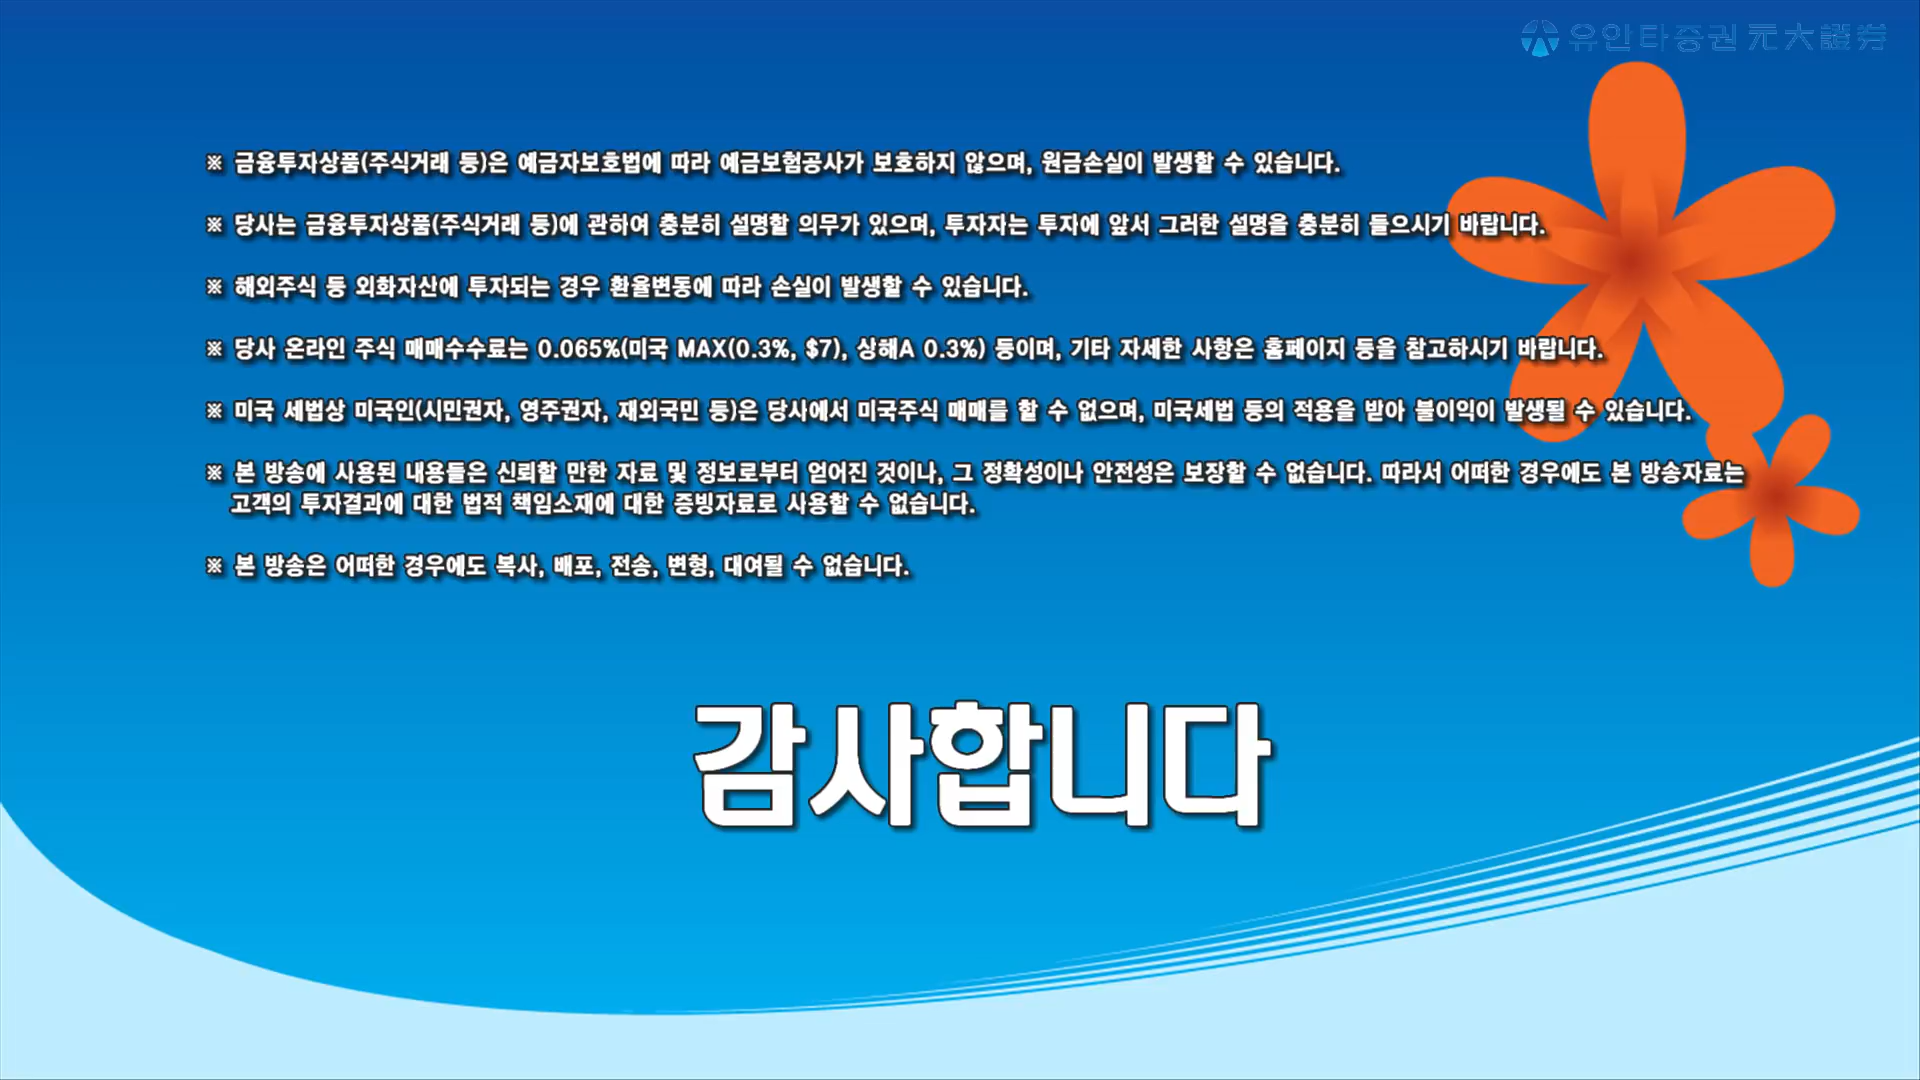 유안타증권 元大證券
※ 금융투자상품(주식거래 등)은 예금자보호법에 따라 예금보험공사가 보호하지 않으며, 원금손실이 발생할 수 있습니다.
※ 당사는 금융투자상품(주식거래 등)에 관하여 충분히 설명할 의무가 있으며, 투자자는 투자에 앞서 그러한 설명을 충분히 들으시기 바랍니다.
※ 해외주식 등 외화자산에 투자되는 경우 환율변동에 따라 손실이 발생할 수 있습니다.
※ 당사 온라인 주식 매매수수료는 0.065%(미국 MAX(0.3%, $7), 상해A 0.3%) 등이며, 기타 자세한 사항은 홈페이지 등을 참고하시기 바랍니다.
※ 미국 세법상 미국인(시민권자, 영주권자, 재외국민 등)은 당사에서 미국주식 매매를 할 수 없으며, 미국세법 등의 적용을 받아 불이익이 발생될 수 있습니다.
※ 본 방송에 사용된 내용들은 신뢰할 만한 자료 및 정보로부터 얻어진 것이나, 그 정확성이나 안전성은 보장할 수 없습니다. 따라서 어떠한 경우에도 본 방송자료는
고객의 투자결과에 대한 법적 책임소재에 대한 증빙자료로 사용할 수 없습니다.
※ 본 방송은 어떠한 경우에도 복사, 배포, 전송, 변형, 대여될 수 없습니다.
감사합니다